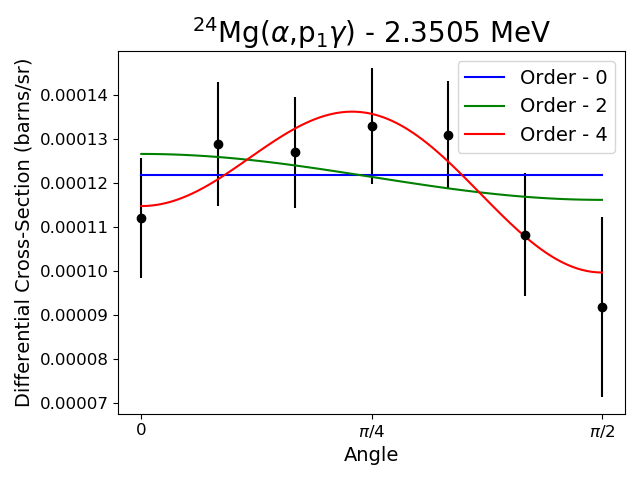 ²⁴Mg(α,p₁γ) - 2.3505 MeV
Differential Cross-Section (barns/sr)
0.00014
0.00013
0.00012
0.00011
0.00010
0.00009
0.00008
0.00007
Order - 0
Order - 2
Order - 4
0 π/4 π/2
Angle